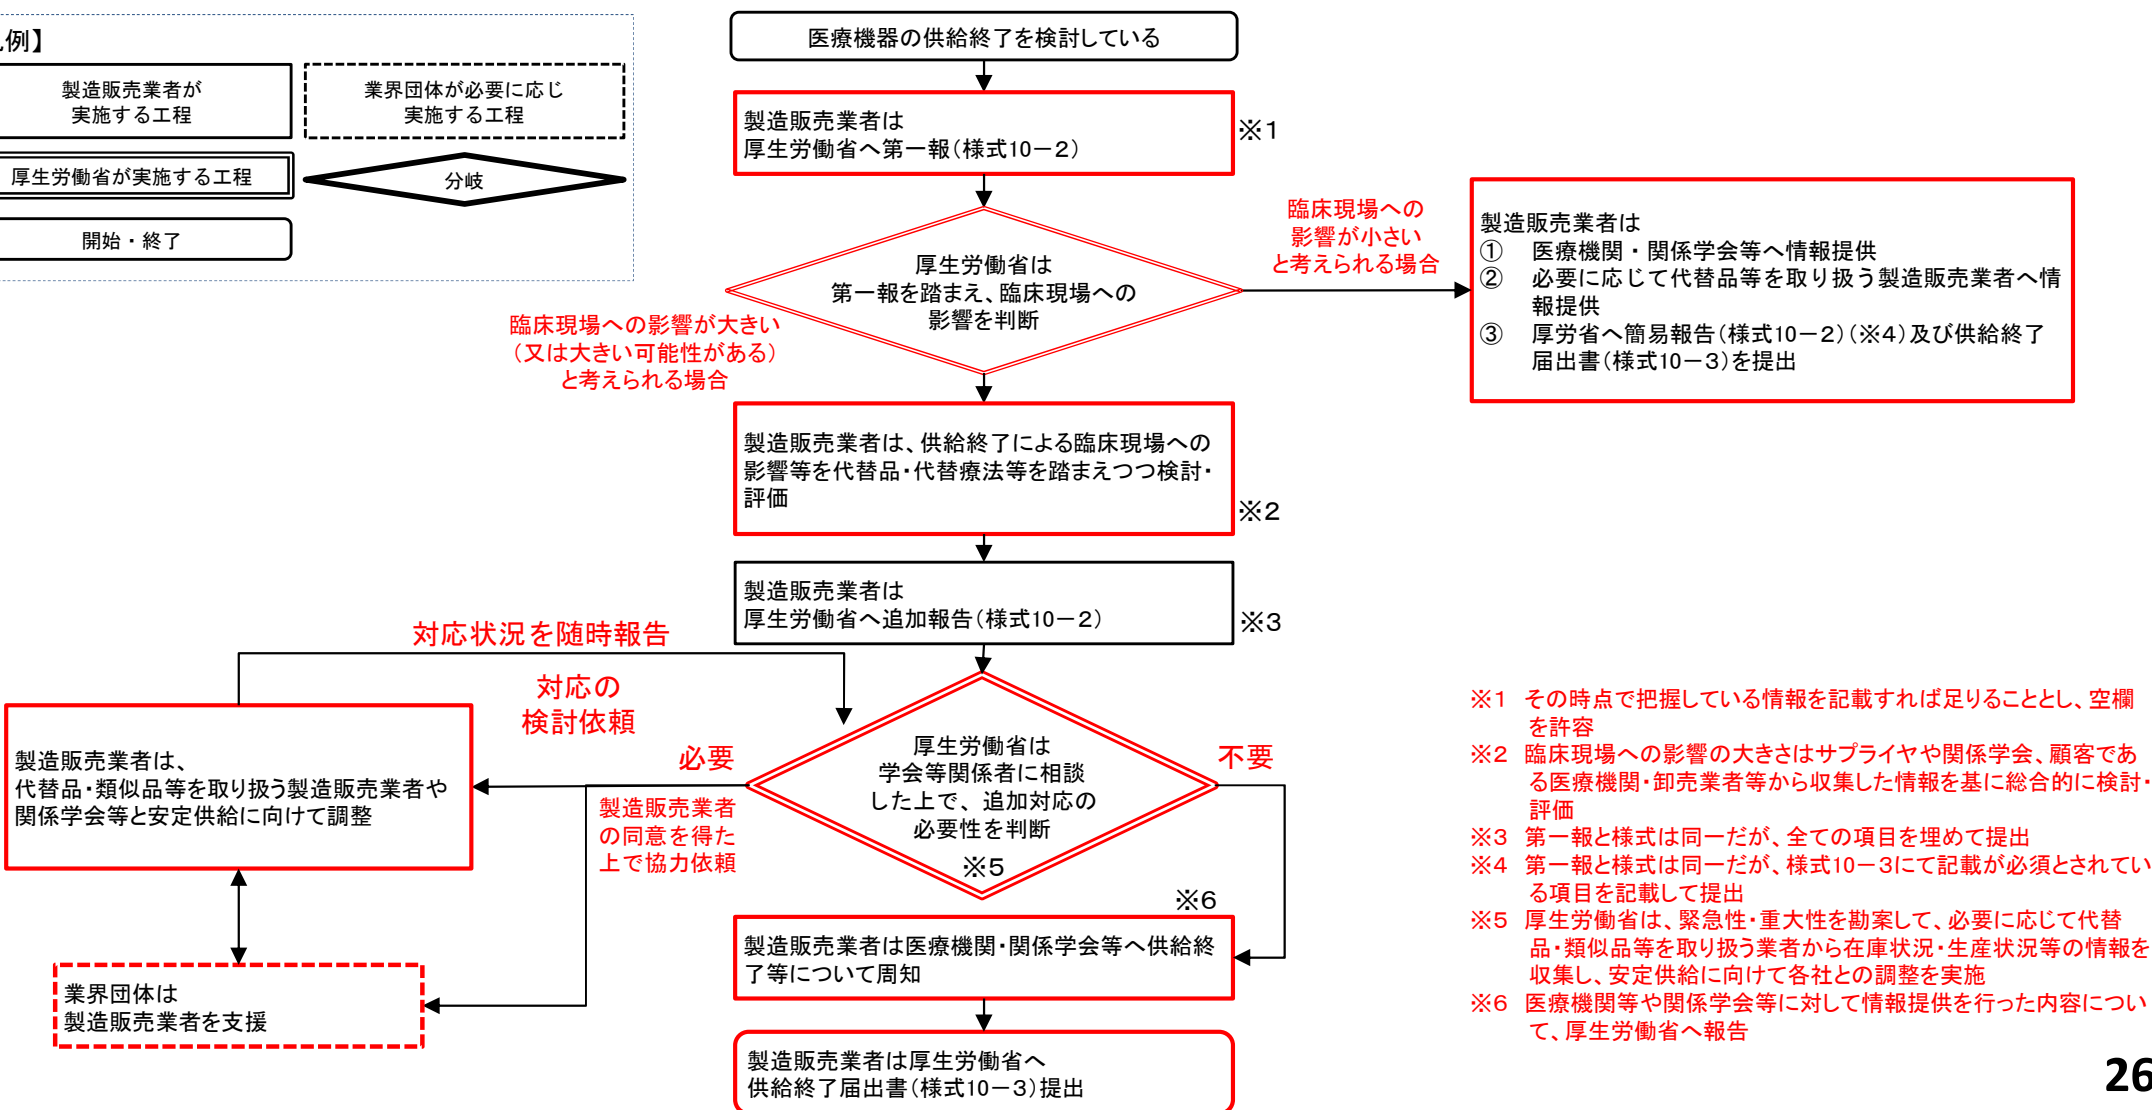 例】
製造販売業者が
実施する工程
業界団体が必要に応じ
実施する工程
厚生労働省が実施する工程
分岐
開始・終了
医療機器の供給終了を検討している
製造販売業者は
厚生労働省へ第一報(様式10-2)
※1
厚生労働省は
第一報を踏まえ、臨床現場への
影響を判断
臨床現場への
影響が小さい
と考えられる場合
製造販売業者は
① 医療機関・関係学会等へ情報提供
② 必要に応じて代替品等を取り扱う製造販売業者へ情
報提供
③ 厚労省へ簡易報告(様式10-2)(※4)及び供給終了
届出書(様式10-3)を提出
臨床現場への影響が大きい
(又は大きい可能性がある)
と考えられる場合
製造販売業者は、供給終了による臨床現場への
影響等を代替品・代替療法等を踏まえつつ検討・
評価
※2
製造販売業者は
厚生労働省へ追加報告(様式10-2)
※3
対応状況を随時報告
対応の
検討依頼
必要
不要
厚生労働省は
学会等関係者に相談
した上で、追加対応の
必要性を判断
※5
製造販売業者は、
代替品・類似品等を取り扱う製造販売業者や
関係学会等と安定供給に向けて調整
製造販売業者
の同意を得た
上で協力依頼
※6
製造販売業者は医療機関・関係学会等へ供給終
了等について周知
業界団体は
製造販売業者を支援
製造販売業者は厚生労働省へ
供給終了届出書(様式10-3)提出
※1 その時点で把握している情報を記載すれば足りることとし、空欄
を許容
※2 臨床現場への影響の大きさはサプライヤや関係学会、顧客であ
る医療機関・卸売業者等から収集した情報を基に総合的に検討・
評価
※3 第一報と様式は同一だが、全ての項目を埋めて提出
※4 第一報と様式は同一だが、様式10-3にて記載が必須とされてい
る項目を記載して提出
※5 厚生労働省は、緊急性・重大性を勘案して、必要に応じて代替
品・類似品等を取り扱う業者から在庫状況・生産状況等の情報を
収集し、安定供給に向けて各社との調整を実施
※6 医療機関等や関係学会等に対して情報提供を行った内容につい
て、厚生労働省へ報告
26